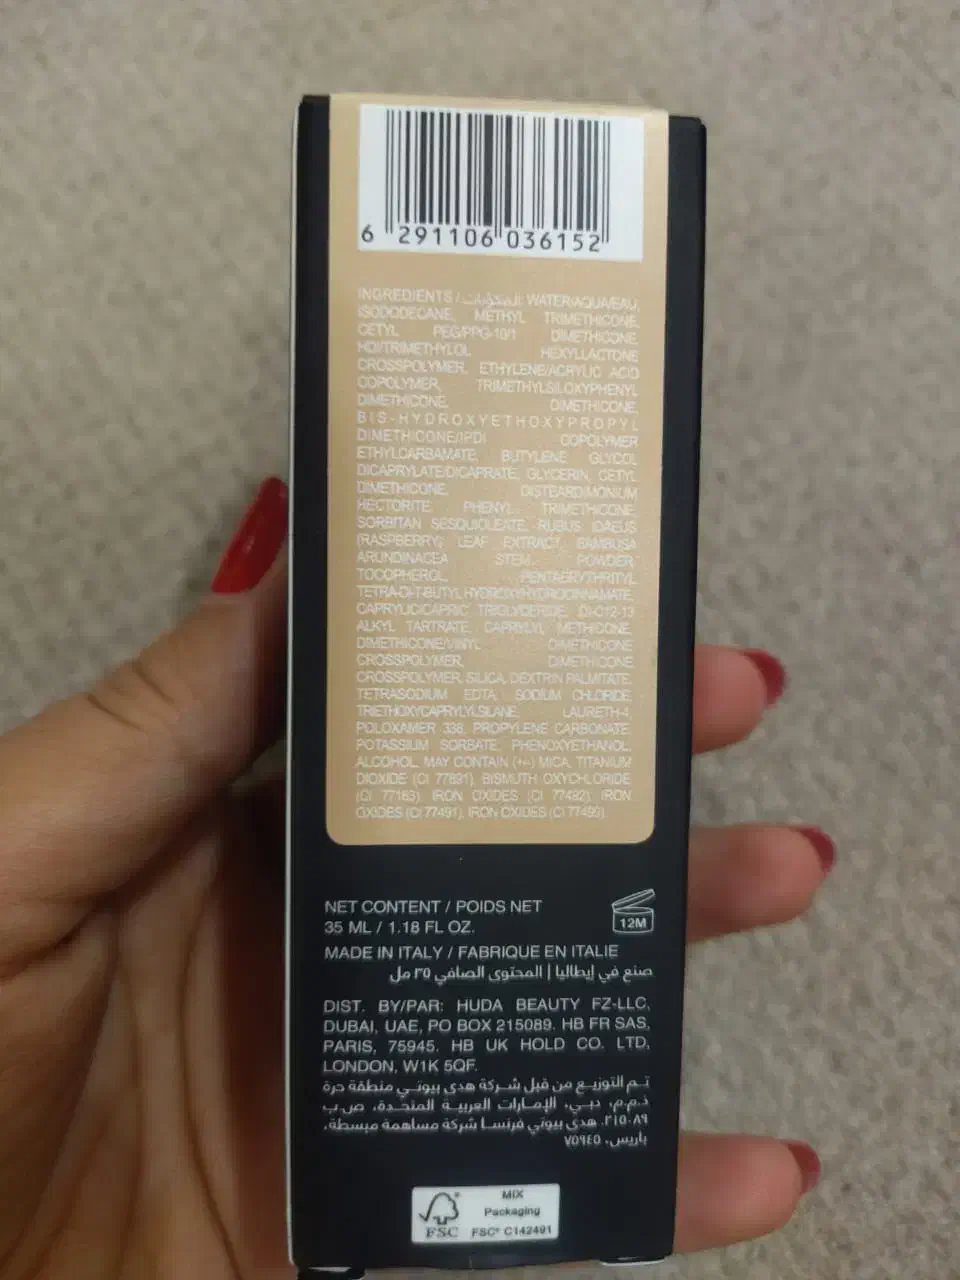 6 291106 036152
INGREDIENTS / المكونات: WATER/AQUA/EAU,
ISODODECANE, METHYL TRIMETHICONE,
CETYL PEG/PPG-10/1 DIMETHICONE,
HDI/TRIMETHYLOL HEXYLLACTONE
CROSSPOLYMER, ETHYLENE/ACRYLIC ACID
COPOLYMER, TRIMETHYLSILOXYPHENYL
DIMETHICONE, DIMETHICONE,
BIS-HYDROXYETHOXYPROPYL
DIMETHICONE/IPDI COPOLYMER
ETHYLCARBAMATE, BUTYLENE GLYCOL
DICAPRYLATE/DICAPRATE, GLYCERIN, CETYL
DIMETHICONE, DISTEARDIMONIUM
HECTORITE, PHENYL TRIMETHICONE,
SORBITAN SESQUIOLEATE, RUBUS IDAEUS
(RASPBERRY) LEAF EXTRACT, BAMBUSA
ARUNDINACEA STEM POWDER,
TOCOPHEROL, PENTAERYTHRITYL
TETRA-DI-T-BUTYL HYDROXYHYDROCINNAMATE,
CAPRYLIC/CAPRIC TRIGLYCERIDE, DI-C12-13
ALKYL TARTRATE, CAPRYLYL METHICONE,
DIMETHICONE/VINYL DIMETHICONE
CROSSPOLYMER, DIMETHICONE
CROSSPOLYMER, SILICA, DEXTRIN PALMITATE,
TETRASODIUM EDTA, SODIUM CHLORIDE,
TRIETHOXYCAPRYLYLSILANE, LAURETH-4,
POLOXAMER 338, PROPYLENE CARBONATE,
POTASSIUM SORBATE, PHENOXYETHANOL,
ALCOHOL, MAY CONTAIN (+/-) MICA, TITANIUM
DIOXIDE (CI 77891), BISMUTH OXYCHLORIDE
(CI 77163), IRON OXIDES (CI 77492), IRON
OXIDES (CI 77491), IRON OXIDES (CI 77499).
NET CONTENT / POIDS NET
35 ML / 1.18 FL OZ.
12M
MADE IN ITALY / FABRIQUE EN ITALIE
صنع في إيطاليا | المحتوى الصافي ٣٥ مل
DIST. BY/PAR: HUDA BEAUTY FZ-LLC,
DUBAI, UAE, PO BOX 215089. HB FR SAS,
PARIS, 75945. HB UK HOLD CO. LTD,
LONDON, W1K 5QF.
تم التوزيع من قبل شركة هدى بيوتي منطقة حرة
ذ.م.م، دبي، الإمارات العربية المتحدة، ص.ب
٢١٥٠٨٩. هدى بيوتي فرنسا شركة مساهمة مبسطة،
باريس، ٧٥٩٤٥
FSC
MIX
Packaging
FSC® C142491